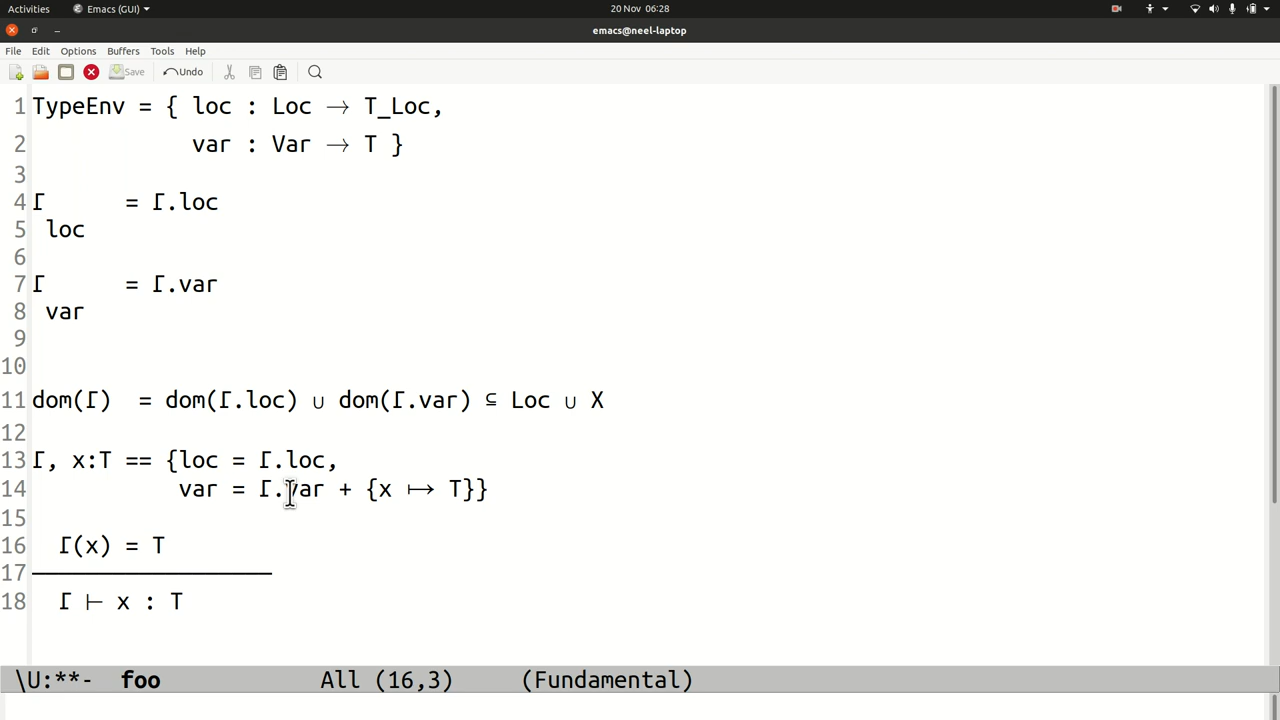 Activities Emacs (GUI) 20 Nov 06:28
emacs@neel-laptop
File Edit Options Buffers Tools Help
Save Undo
1 TypeEnv = { loc : Loc → T_Loc,
2 var : Var → T }
3
4 Γ = Γ.loc
5 loc
6
7 Γ = Γ.var
8 var
9
10
11 dom(Γ) = dom(Γ.loc) ∪ dom(Γ.var) ⊆ Loc ∪ X
12
13 Γ, x:T == {loc = Γ.loc,
14 var = Γ.var + {x ↦ T}}
15
16 Γ(x) = T
17 ──────────────────
18 Γ ⊢ x : T
\U:**- foo All (16,3) (Fundamental)